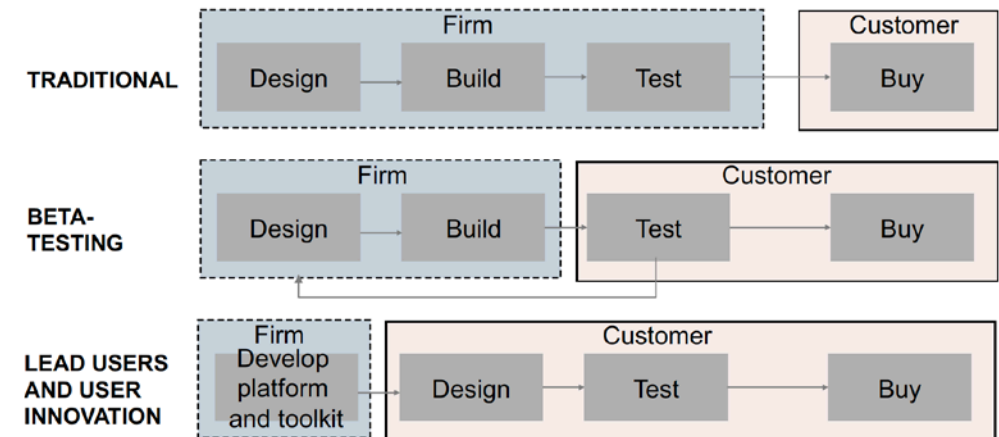 Firm
Customer
TRADITIONAL
Design
Build
Test
Buy
Firm
Customer
BETA-
TESTING
Design
Build
Test
Buy
Firm
Customer
LEAD USERS
AND USER
INNOVATION
Develop
platform
and toolkit
Design
Test
Buy